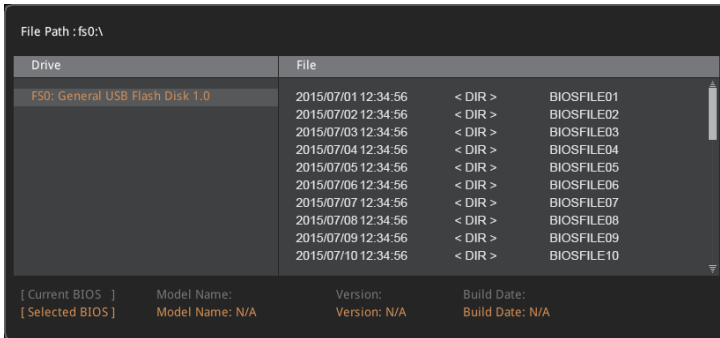 File Path : fs0:\
Drive File
FS0: General USB Flash Disk 1.0 2015/07/01 12:34:56 < DIR > BIOSFILE01
2015/07/02 12:34:56 < DIR > BIOSFILE02
2015/07/03 12:34:56 < DIR > BIOSFILE03
2015/07/04 12:34:56 < DIR > BIOSFILE04
2015/07/05 12:34:56 < DIR > BIOSFILE05
2015/07/06 12:34:56 < DIR > BIOSFILE06
2015/07/07 12:34:56 < DIR > BIOSFILE07
2015/07/08 12:34:56 < DIR > BIOSFILE08
2015/07/09 12:34:56 < DIR > BIOSFILE09
2015/07/10 12:34:56 < DIR > BIOSFILE10
[ Current BIOS ] Model Name: Version: Build Date:
[ Selected BIOS ] Model Name: N/A Version: N/A Build Date: N/A